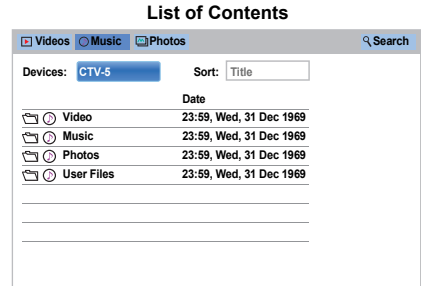 List of Contents
Videos Music Photos Search
Devices: CTV-5 Sort: Title
Date
Video 23:59, Wed, 31 Dec 1969
Music 23:59, Wed, 31 Dec 1969
Photos 23:59, Wed, 31 Dec 1969
User Files 23:59, Wed, 31 Dec 1969